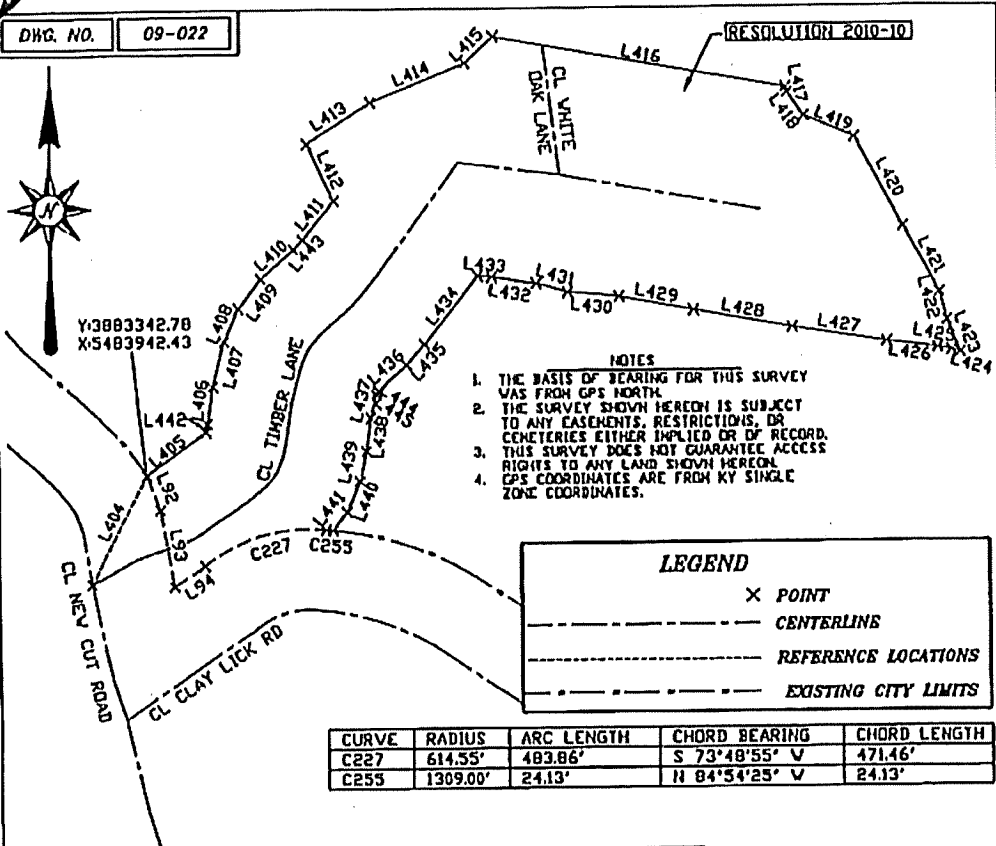 DWG. NO. 09-022
RESOLUTION 2010-10
L415
L416
L414
L417
L418
L419
L413
CL WHITE
OAK LANE
L412
L420
L411
L443
L410
L409
L421
L422
L423
L424
N
L433
L432
L431
L430
L429
L428
L427
L426
L434
L435
L408
L407
Y:3883342.78
X:5483942.43
L436
L437
L438
L439
L440
L441
L406
L442
L405
L404
L92
L93
L94
C227
C255
CL TIMBER LANE
CL NEW CUT ROAD
CL CLAY LICK RD
NOTES
1. THE BASIS OF BEARING FOR THIS SURVEY
WAS FROM GPS NORTH.
2. THE SURVEY SHOWN HEREON IS SUBJECT
TO ANY EASEMENTS, RESTRICTIONS, OR
CEMETERIES EITHER IMPLIED OR OF RECORD.
3. THIS SURVEY DOES NOT GUARANTEE ACCESS
RIGHTS TO ANY LAND SHOWN HEREON.
4. GPS COORDINATES ARE FROM KY SINGLE
ZONE COORDINATES.
LEGEND
POINT
CENTERLINE
REFERENCE LOCATIONS
EXISTING CITY LIMITS
CURVE RADIUS ARC LENGTH CHORD BEARING CHORD LENGTH
C227 614.55' 483.86' S 73°48'55" W 471.46'
C255 1309.00' 24.13' N 84°54'25" W 24.13'